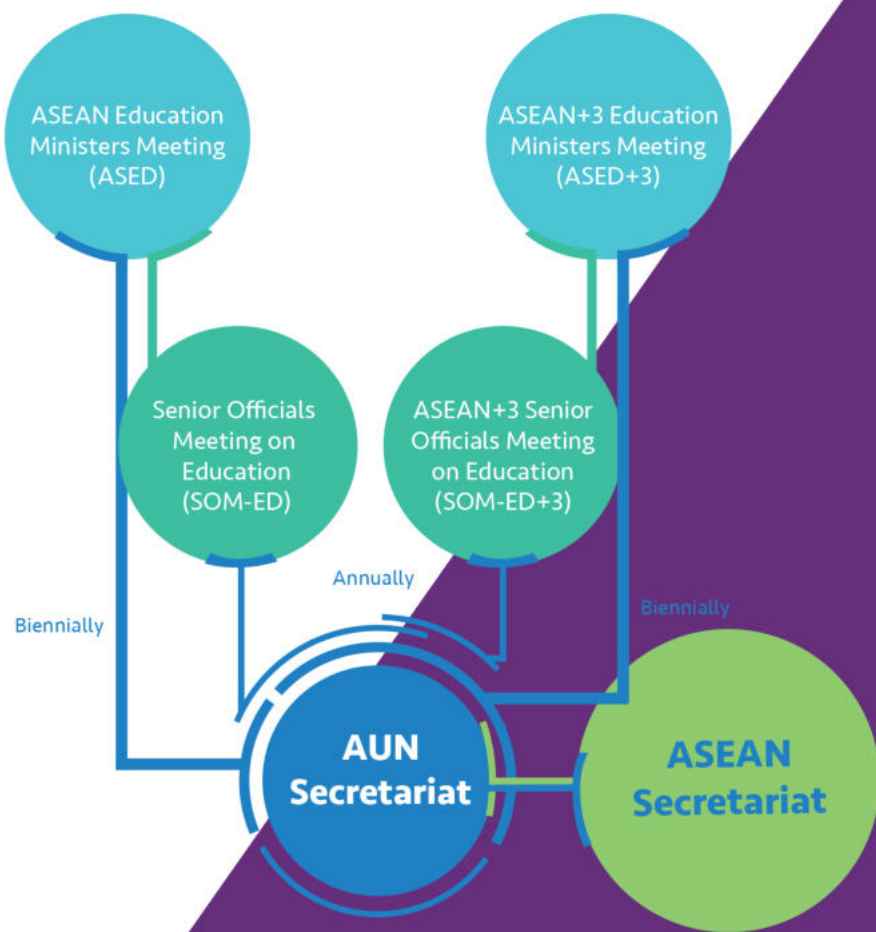 ASEAN Education
Ministers Meeting
(ASED)
ASEAN+3 Education
Ministers Meeting
(ASED+3)
Senior Officials
Meeting on
Education
(SOM-ED)
ASEAN+3 Senior
Officials Meeting
on Education
(SOM-ED+3)
Annually
Biennially
Biennially
AUN
Secretariat
ASEAN
Secretariat